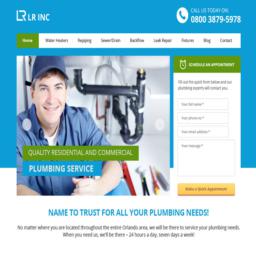 LR INC
CALL US TODAY ON:
0800 3879-5978
Home Water Heaters Repiping Sewer/Drain Backflow Leak Repair Fixtures Blog Contact
SCHEDULE AN APPOINTMENT
Fill out the quick form below and our plumbing experts will contact you.
Your full name*
Your phone no.*
Your email address*
Your message*
Make a Quick Appointment
QUALITY RESIDENTIAL AND COMMERCIAL
PLUMBING SERVICE
NAME TO TRUST FOR ALL YOUR PLUMBING NEEDS!
No matter where you are located throughout the entire Orlando area, we will be there to service your plumbing needs.
When you need us, we'll be there – 24 hours a day, seven days a week!